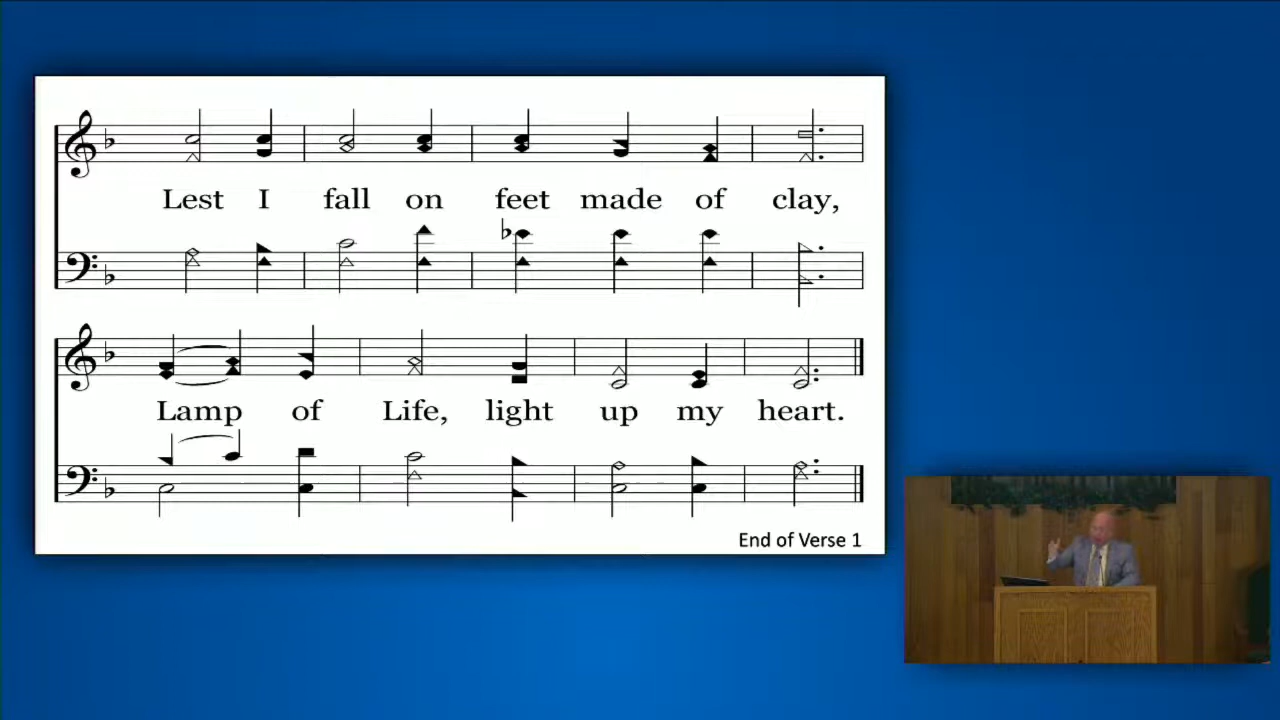 Lest I fall on feet made of clay,
Lamp of Life, light up my heart.
End of Verse 1